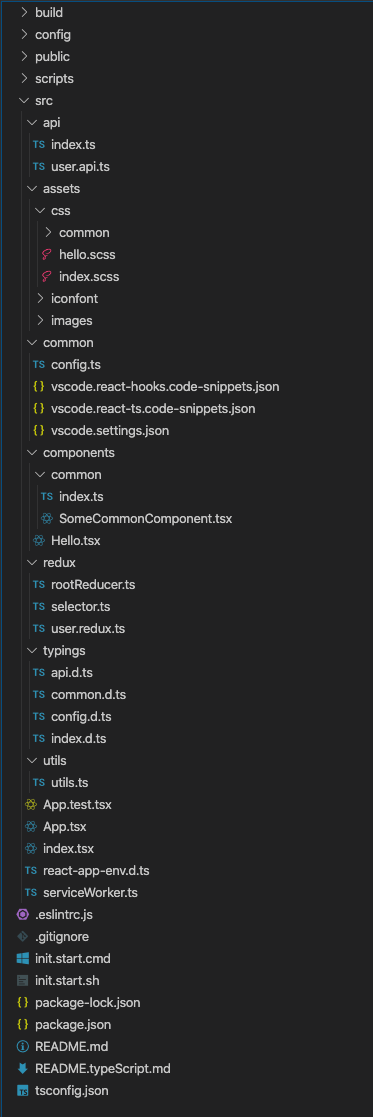 build
config
public
scripts
src
api
TS index.ts
TS user.api.ts
assets
css
common
hello.scss
index.scss
iconfont
images
common
TS config.ts
{ } vscode.react-hooks.code-snippets.json
{ } vscode.react-ts.code-snippets.json
{ } vscode.settings.json
components
common
TS index.ts
SomeCommonComponent.tsx
Hello.tsx
redux
TS rootReducer.ts
TS selector.ts
TS user.redux.ts
typings
TS api.d.ts
TS common.d.ts
TS config.d.ts
TS index.d.ts
utils
TS utils.ts
App.test.tsx
App.tsx
index.tsx
TS react-app-env.d.ts
TS serviceWorker.ts
.eslintrc.js
.gitignore
init.start.cmd
init.start.sh
{ } package-lock.json
{ } package.json
README.md
README.typeScript.md
TS tsconfig.json